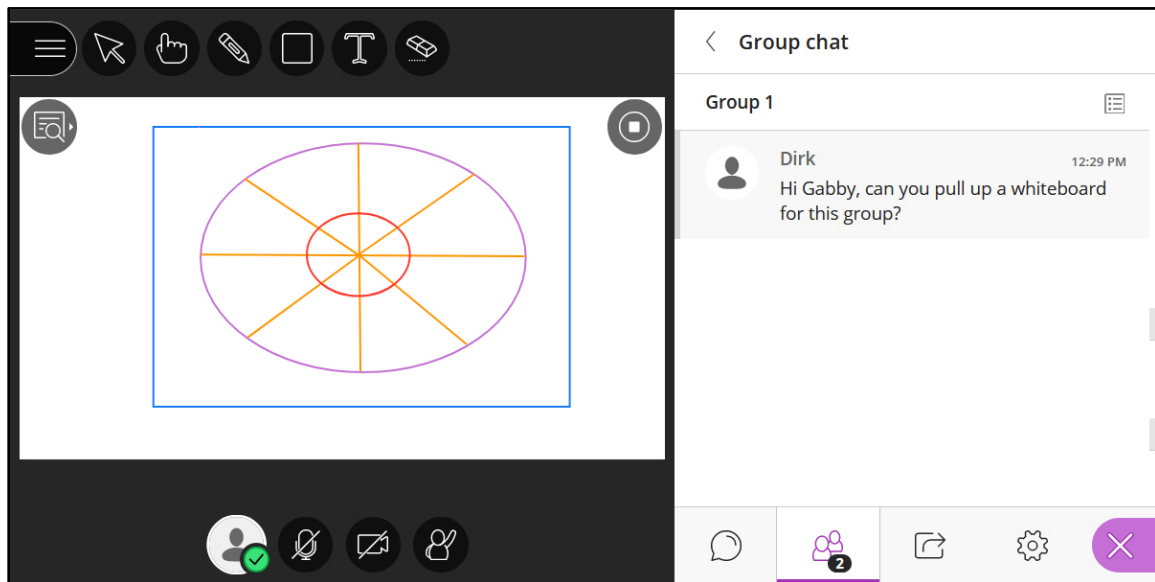 Group chat
Group 1
Dirk
12:29 PM
Hi Gabby, can you pull up a whiteboard
for this group?
2